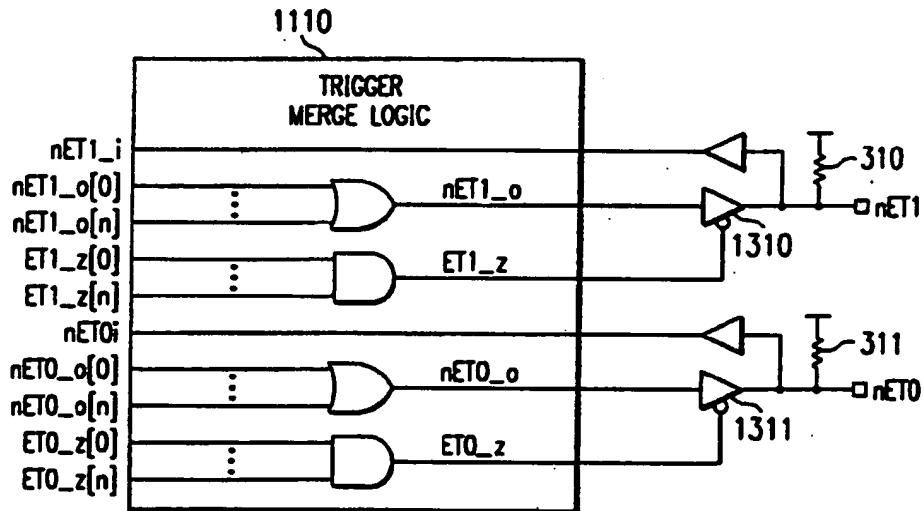 1110
TRIGGER
MERGE LOGIC
nET1_i
310
nET1_o[0]
nET1_o
nET1
nET1_o[n]
1310
ET1_z[0]
ET1_z
ET1_z[n]
nET0i
311
nET0_o[0]
nET0_o
nET0
nET0_o[n]
1311
ET0_z[0]
ET0_z
ET0_z[n]